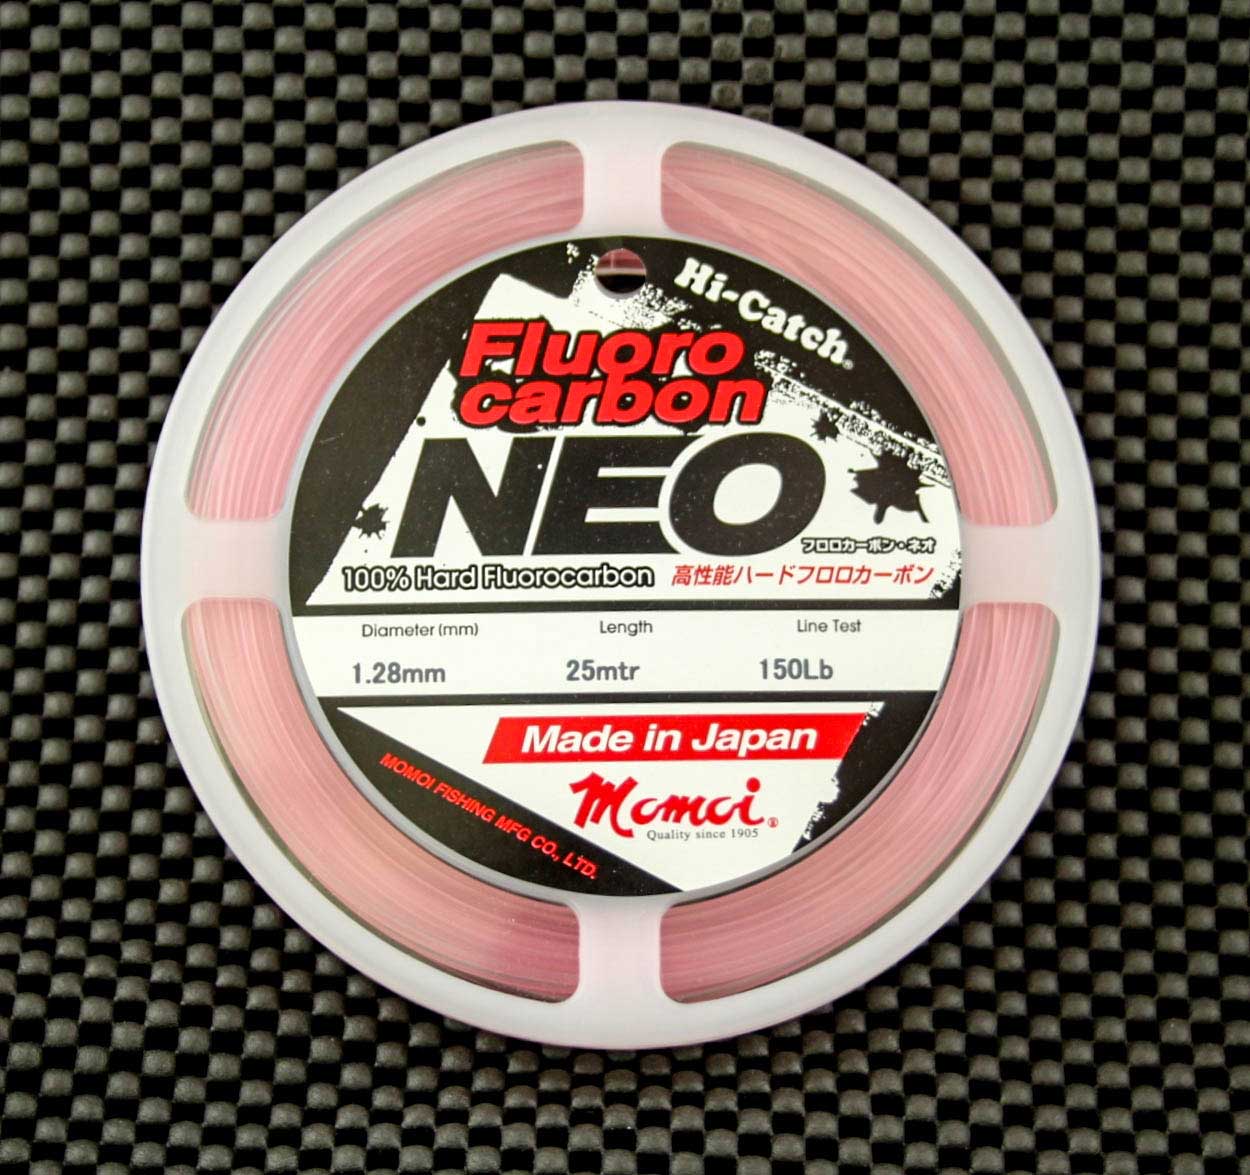 Hi-Catch®
Fluoro
carbon
NEO
フロロカーボン・ネオ
100% Hard Fluorocarbon 高性能ハードフロロカーボン
Diameter (mm) Length Line Test
1.28mm 25mtr 150Lb
Made in Japan
MOMOI FISHING MFG CO., LTD.
Momoi®
Quality since 1905